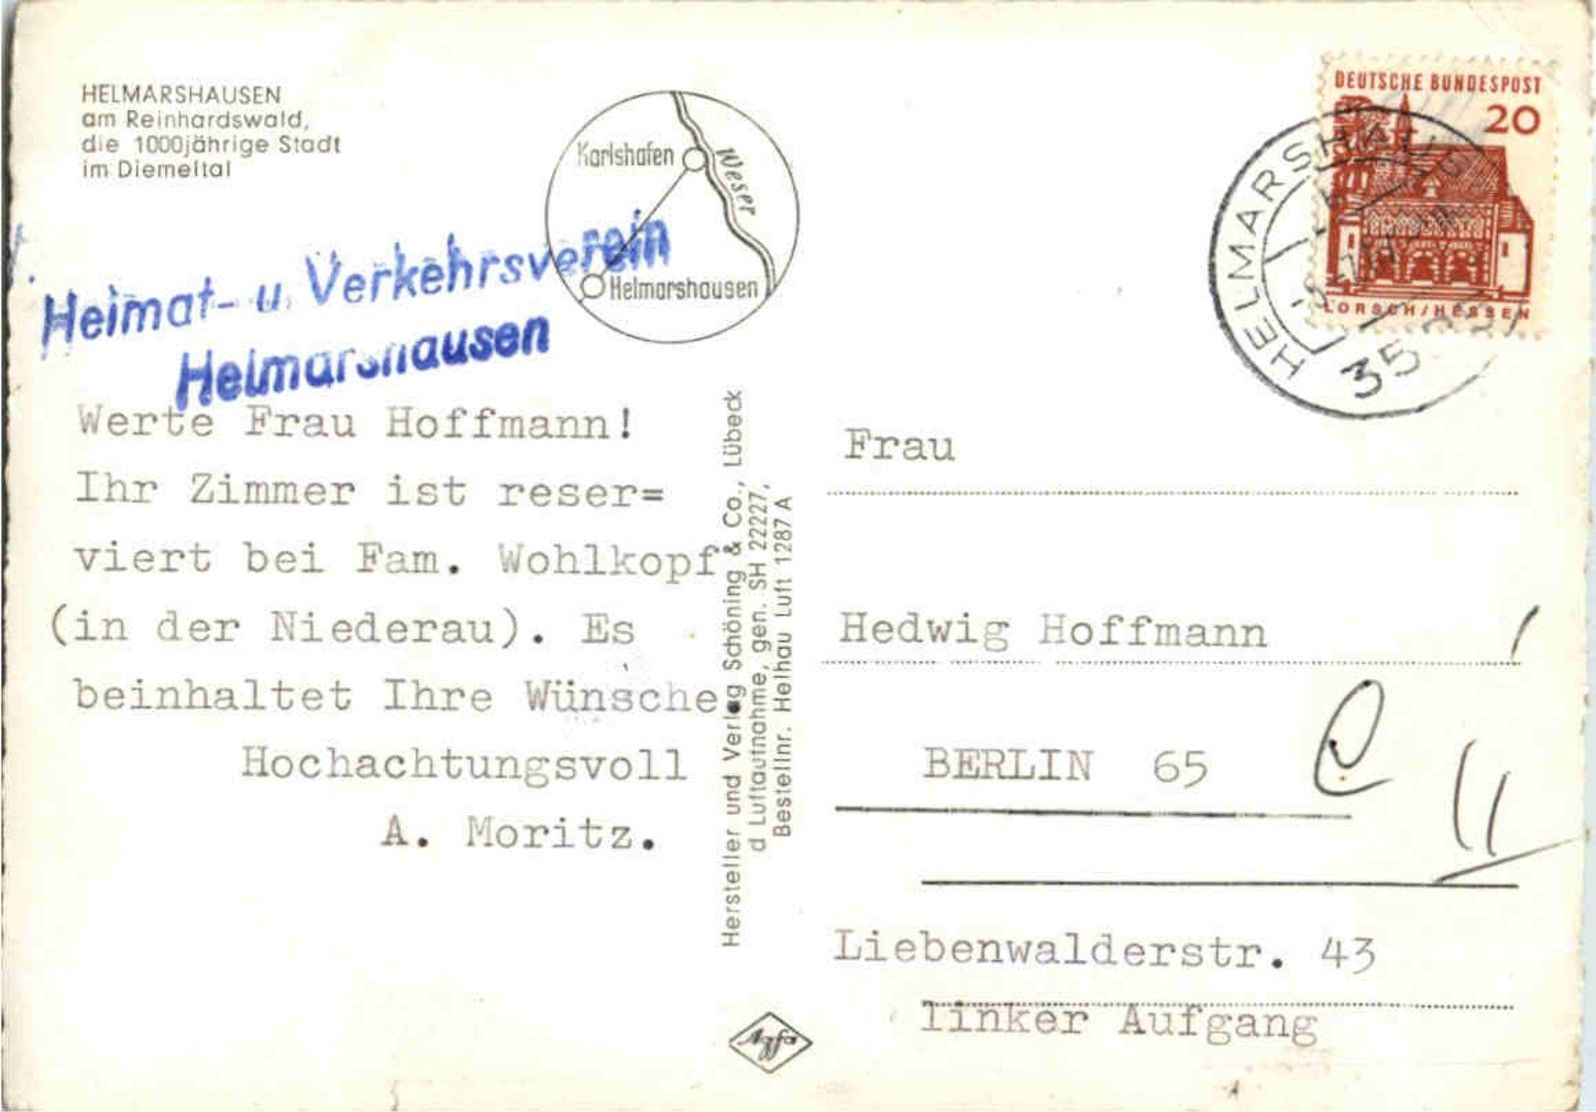 HELMARSHAUSEN
am Reinhardswald,
die 1000jährige Stadt
im Diemeltal
Karlshafen
Weser
Helmarshausen
Heimat- u. Verkehrsverein
Helmarshausen
Werte Frau Hoffmann!
Ihr Zimmer ist reser=
viert bei Fam. Wohlkopf
(in der Niederau). Es
beinhaltet Ihre Wünsche.
Hochachtungsvoll
A. Moritz.
Hersteller und Verlag Schöning & Co., Lübeck
d Luftaufnahme, gen. SH 22227,
Bestellnr. Helhau Luft 1287 A
Agfa
DEUTSCHE BUNDESPOST
20
LORSCH/HESSEN
HELMARSHAUS
Frau
Hedwig Hoffmann
BERLIN 65
Liebenwalderstr. 43
linker Aufgang